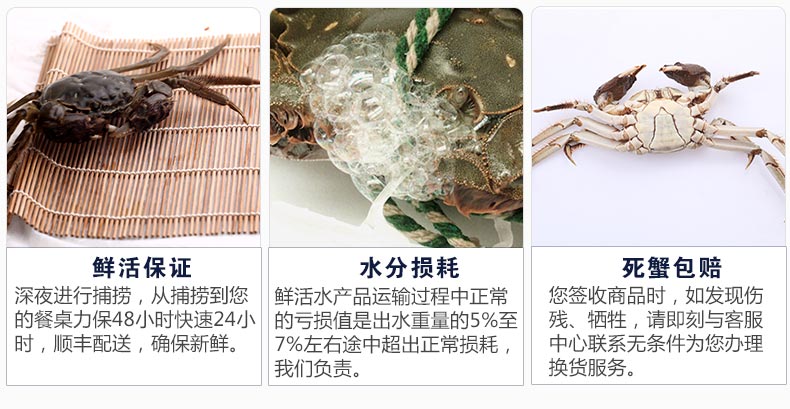 鲜活保证
深夜进行捕捞，从捕捞到您
的餐桌力保48小时快速24小
时，顺丰配送，确保新鲜。
水分损耗
鲜活水产品运输过程中正常
的亏损值是出水重量的5%至
7%左右途中超出正常损耗，
我们负责。
死蟹包赔
您签收商品时，如发现伤
残、牺牲，请即刻与客服
中心联系无条件为您办理
换货服务。